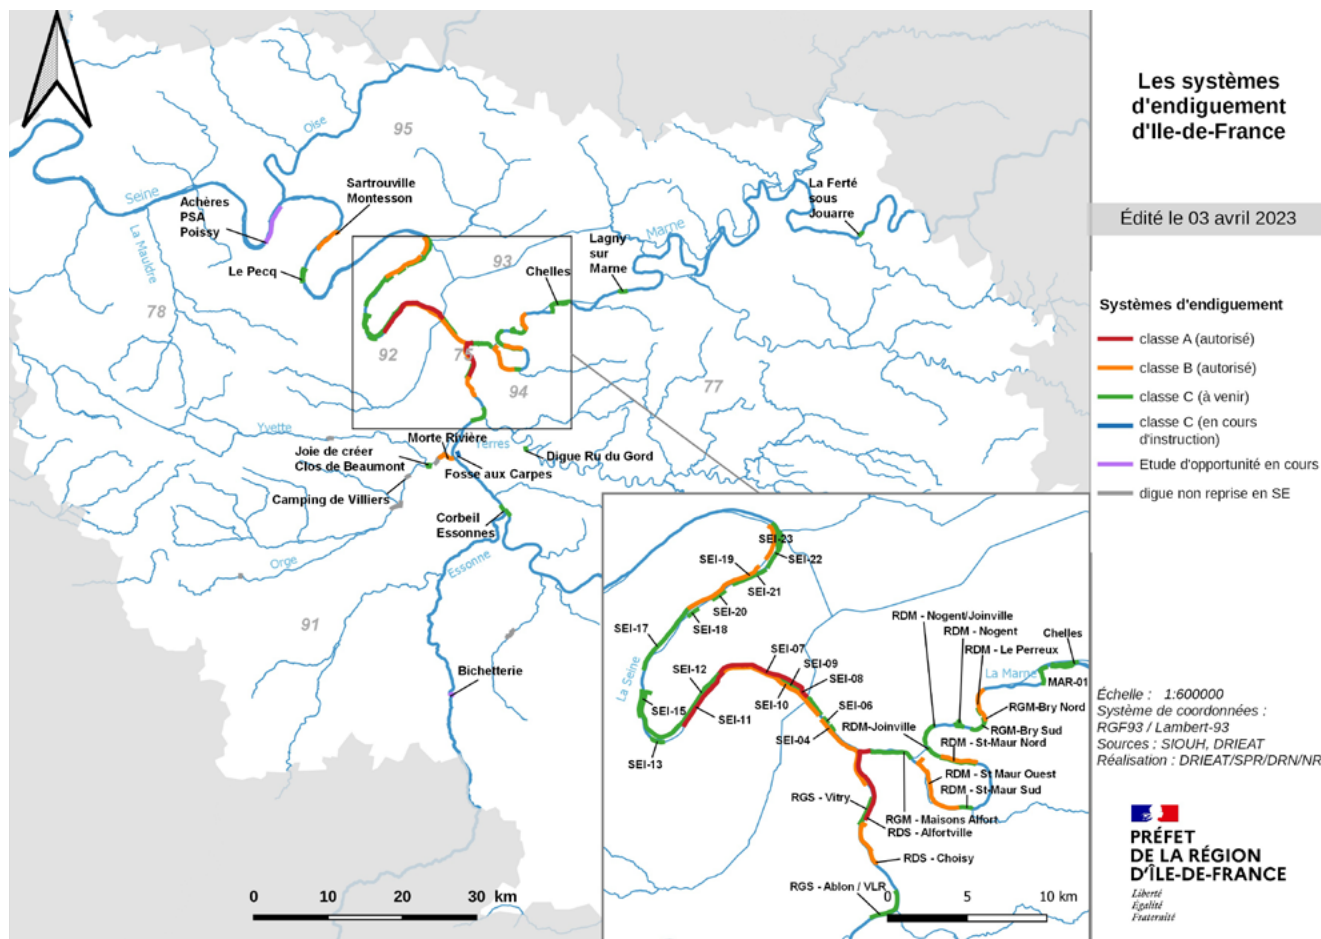 Les systèmes
d'endiguement
d'Ile-de-France
Édité le 03 avril 2023
Systèmes d'endiguement
classe A (autorisé)
classe B (autorisé)
classe C (à venir)
classe C (en cours
d'instruction)
Etude d'opportunité en cours
digue non reprise en SE
Échelle : 1:600000
Système de coordonnées :
RGF93 / Lambert-93
Sources : SIOUH, DRIEAT
Réalisation : DRIEAT/SPR/DRN/NR
PRÉFET
DE LA RÉGION
D'ÎLE-DE-FRANCE
Liberté
Égalité
Fraternité
Oise
95
Seine
Achères
PSA
Poissy
Sartrouville
Montesson
La Mauldre
Le Pecq
78
93
Chelles
Lagny
sur
Marne
Marne
La Ferté
sous
Jouarre
92
75
94
77
Yvette
Morte Rivière
Yerres
Joie de créer
Clos de Beaumont
Digue Ru du Gord
Fosse aux Carpes
Camping de Villiers
Corbeil
Essonnes
Orge
Essonne
91
Bichetterie
0 10 20 30 km
SEI-23
SEI-19
SEI-22
SEI-21
SEI-20
SEI-18
SEI-17
La Seine
SEI-12
SEI-07
SEI-09
SEI-08
SEI-10
SEI-15
SEI-11
SEI-06
SEI-04
SEI-13
RDM - Nogent/Joinville
RDM - Nogent
Chelles
RDM - Le Perreux
La Marne
MAR-01
RGM-Bry Nord
RDM-Joinville
RGM-Bry Sud
RDM - St-Maur Nord
RDM - St Maur Ouest
RDM - St-Maur Sud
RGS - Vitry
RGM - Maisons Alfort
RDS - Alfortville
RDS - Choisy
RGS - Ablon / VLR
0 5 10 km